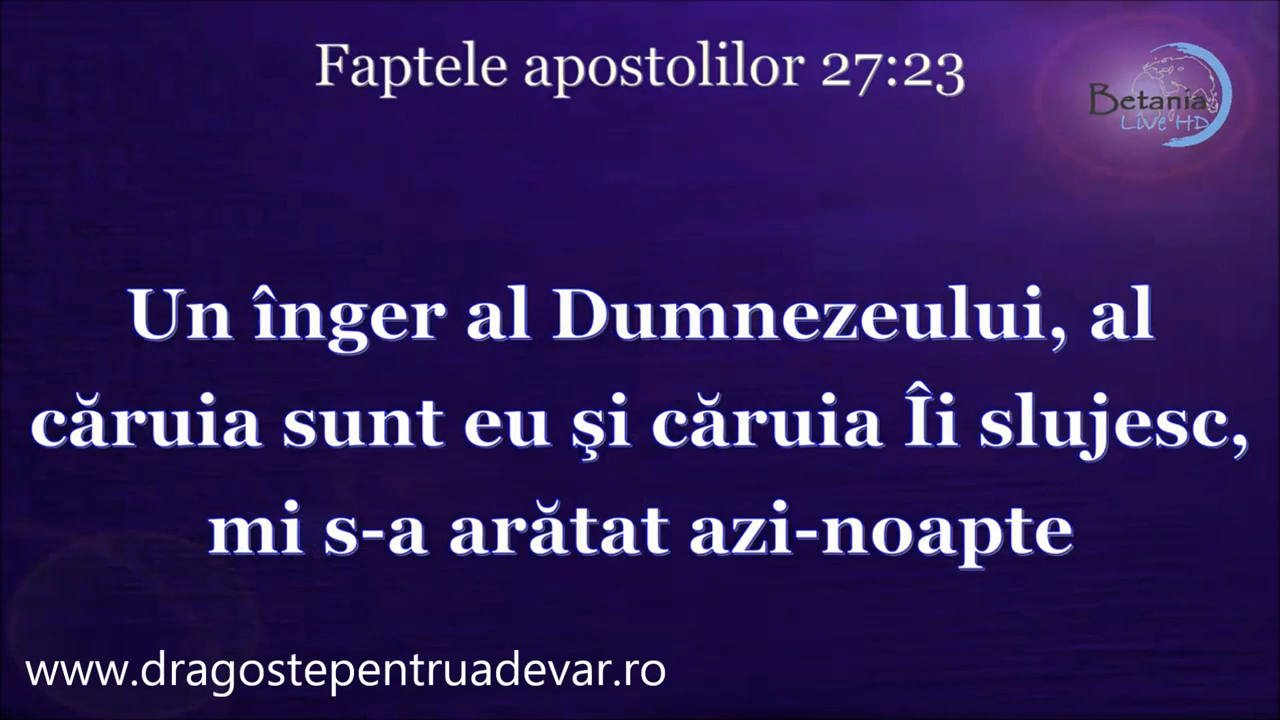 Faptele apostolilor 27:23
Betania
Live HD
Un înger al Dumnezeului, al
căruia sunt eu şi căruia Îi slujesc,
mi s-a arătat azi-noapte
www.dragostepentruadevar.ro